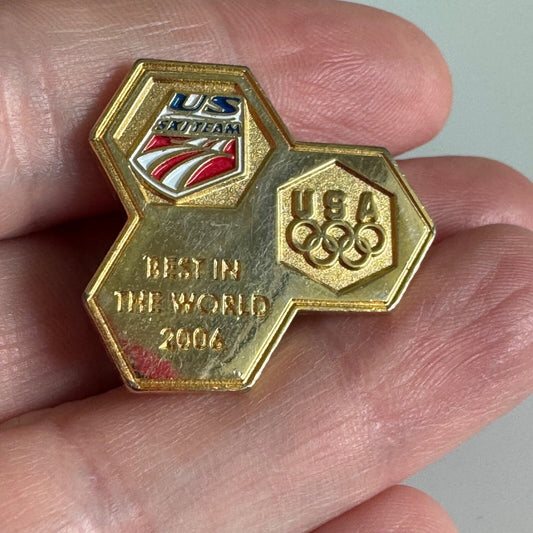 US
SKI TEAM
USA
BEST IN
THE WORLD
2006